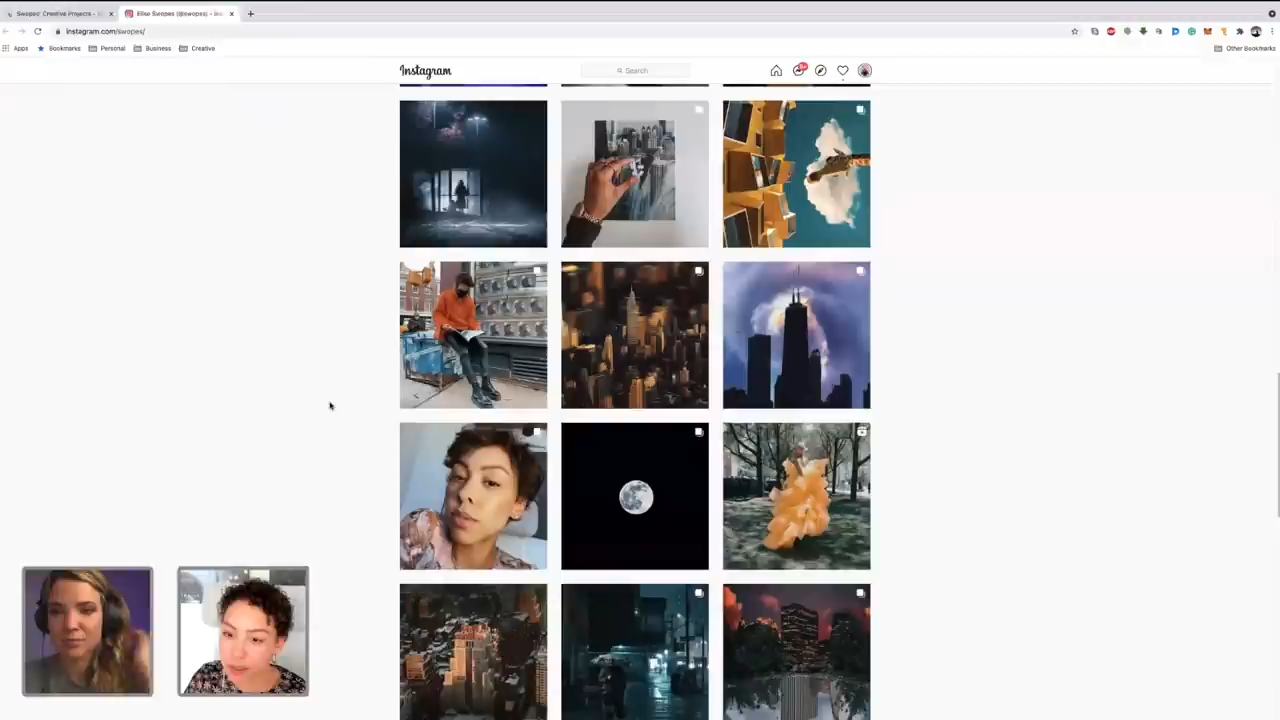 Swopes' Creative Projects -
Elise Swopes (@swopes) •
instagram.com/swopes/
Apps
Bookmarks
Personal
Business
Creative
Other Bookmarks
Instagram
Search